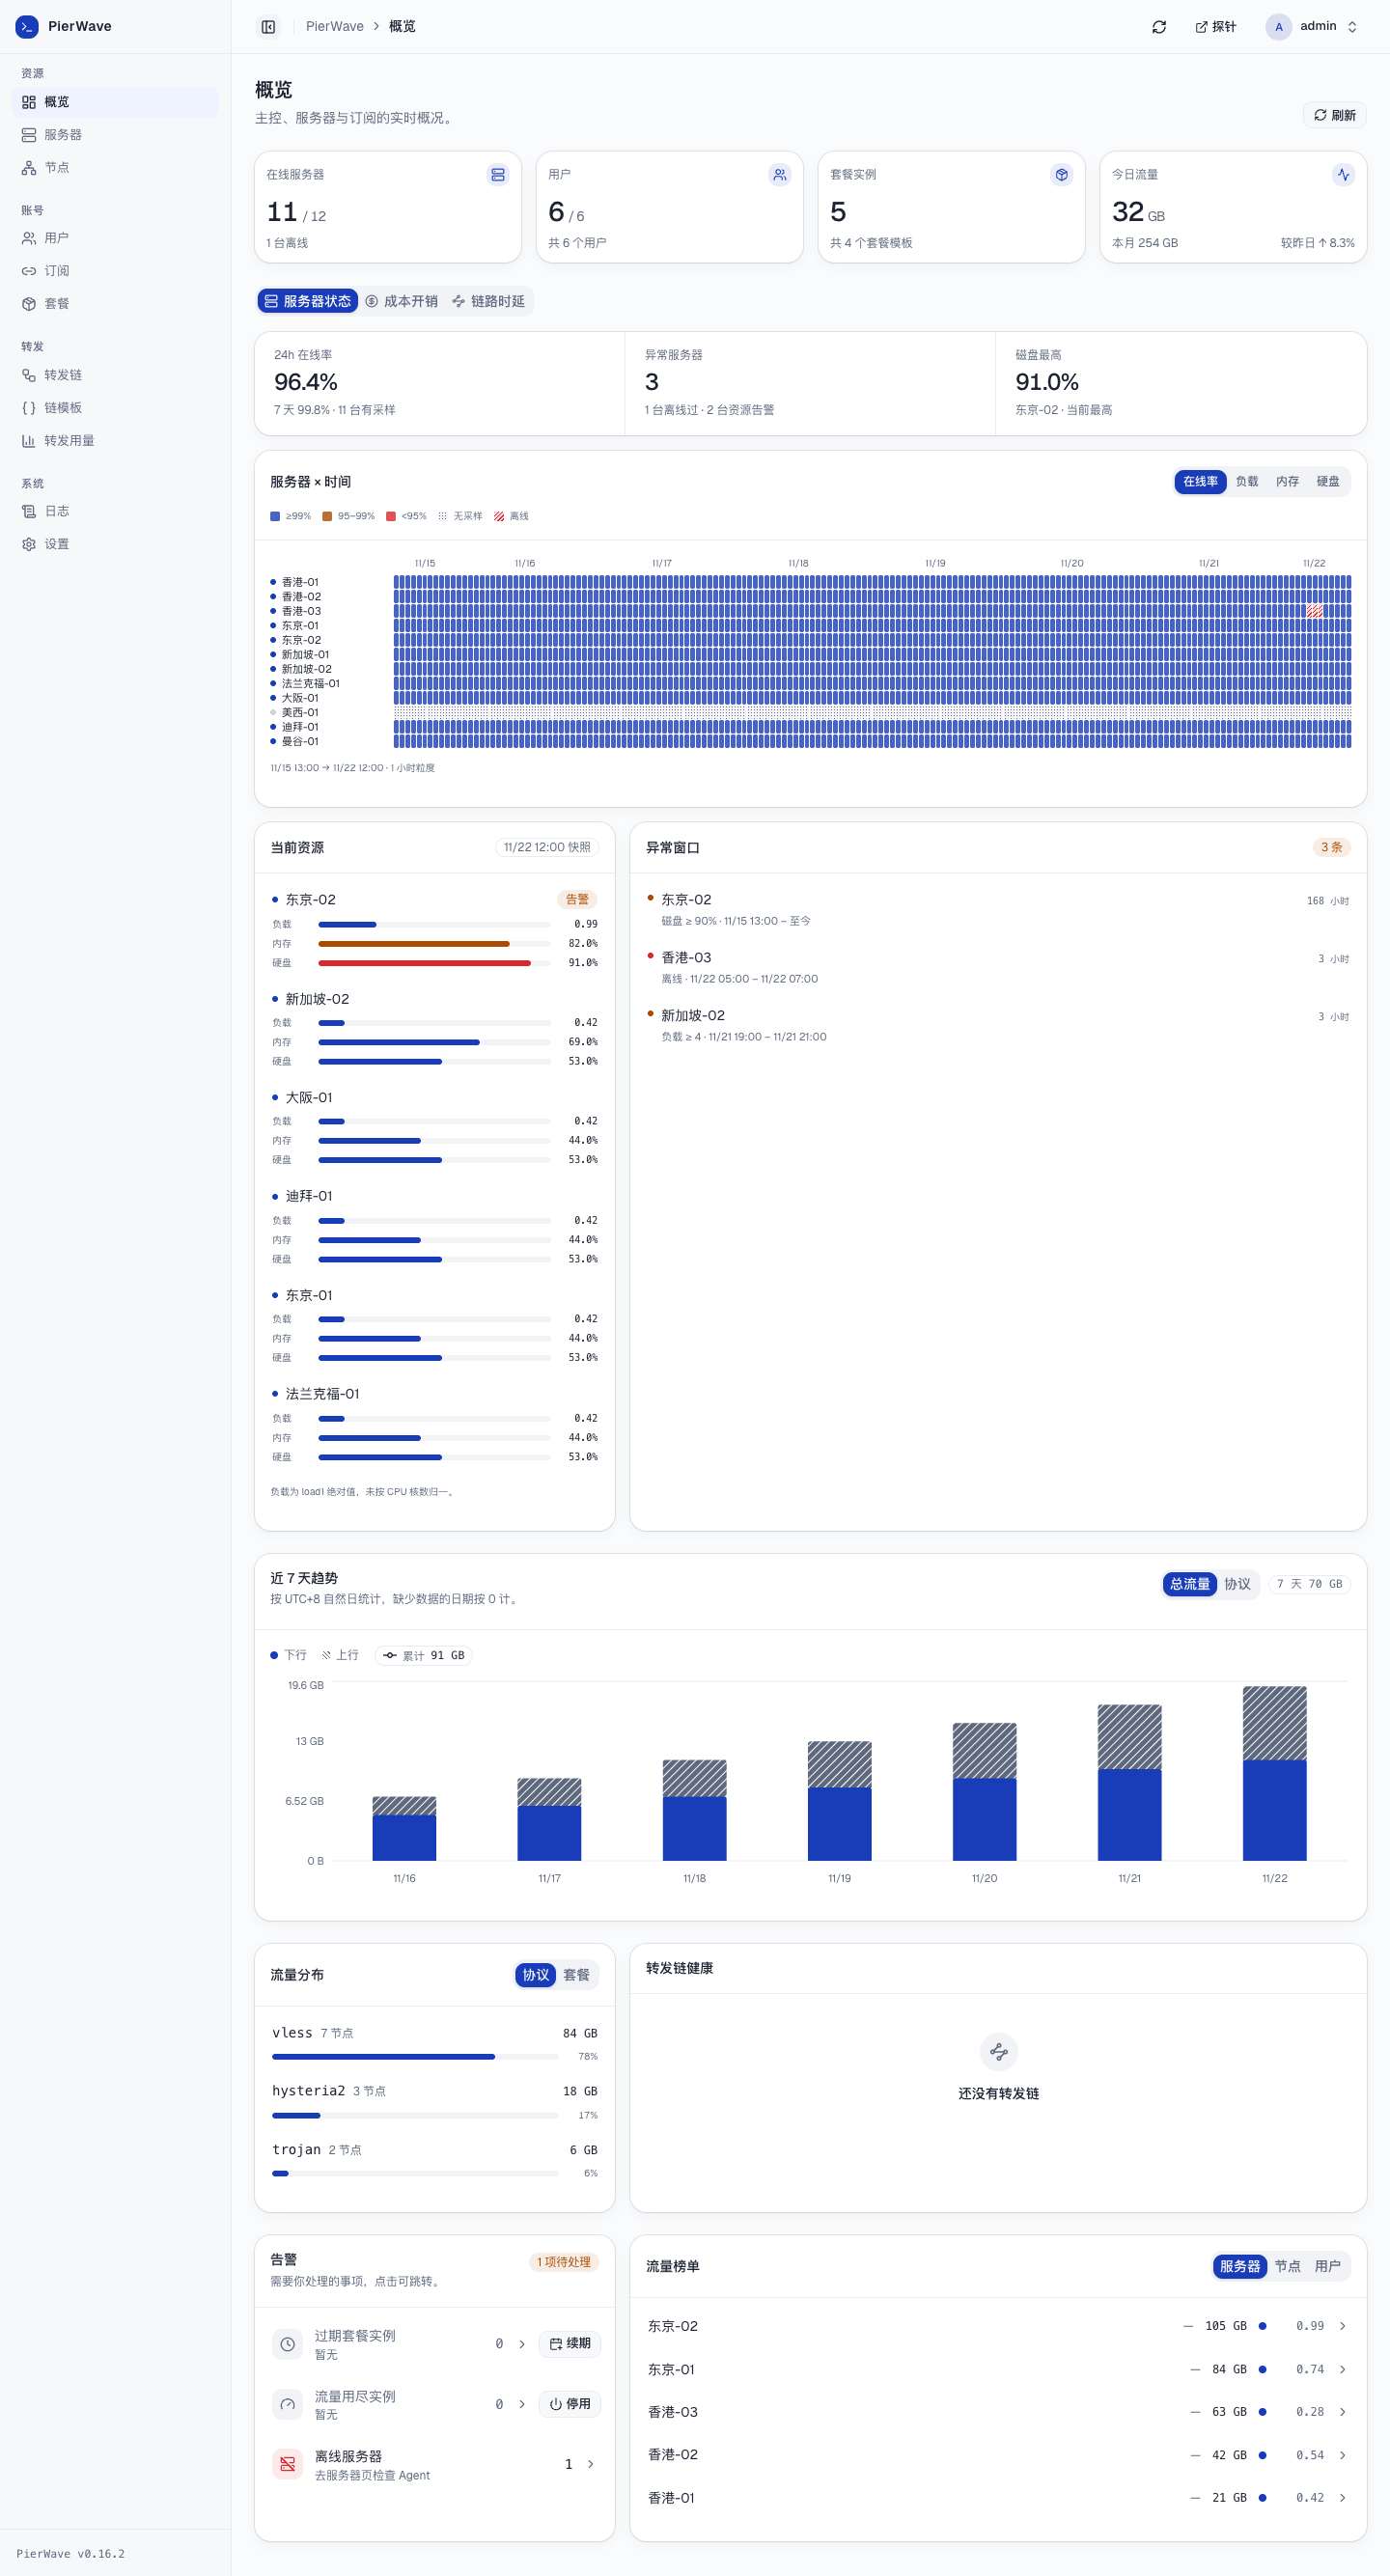 PierWave
PierWave > 概览
探针
A admin
资源
概览
服务器
节点
账号
用户
订阅
套餐
转发
转发链
链模板
转发用量
系统
日志
设置
PierWave v0.16.2
概览
主控、服务器与订阅的实时概况。
刷新
在线服务器
11 / 12
1 台离线
用户
6 / 6
共 6 个用户
套餐实例
5
共 4 个套餐模板
今日流量
32 GB
本月 254 GB 较昨日 ↑ 8.3%
服务器状态 成本开销 链路时延
24h 在线率
96.4%
7 天 99.8% · 11 台有采样
异常服务器
3
1 台离线过 · 2 台资源告警
磁盘最高
91.0%
东京-02 · 当前最高
服务器 × 时间
在线率 负载 内存 硬盘
≥99% 95–99% <95% 无采样 离线
11/15 11/16 11/17 11/18 11/19 11/20 11/21 11/22
香港-01
香港-02
香港-03
东京-01
东京-02
新加坡-01
新加坡-02
法兰克福-01
大阪-01
美西-01
迪拜-01
曼谷-01
11/15 13:00 → 11/22 12:00 · 1 小时粒度
当前资源
11/22 12:00 快照
东京-02 告警
负载 0.99
内存 82.0%
硬盘 91.0%
新加坡-02
负载 0.42
内存 69.0%
硬盘 53.0%
大阪-01
负载 0.42
内存 44.0%
硬盘 53.0%
迪拜-01
负载 0.42
内存 44.0%
硬盘 53.0%
东京-01
负载 0.42
内存 44.0%
硬盘 53.0%
法兰克福-01
负载 0.42
内存 44.0%
硬盘 53.0%
负载为 load1 绝对值，未按 CPU 核数归一。
异常窗口
3 条
东京-02 168 小时
磁盘 ≥ 90% · 11/15 13:00 – 至今
香港-03 3 小时
离线 · 11/22 05:00 – 11/22 07:00
新加坡-02 3 小时
负载 ≥ 4 · 11/21 19:00 – 11/21 21:00
近 7 天趋势
按 UTC+8 自然日统计，缺少数据的日期按 0 计。
总流量 协议
7 天 70 GB
下行 上行 累计 91 GB
19.6 GB
13 GB
6.52 GB
0 B
11/16 11/17 11/18 11/19 11/20 11/21 11/22
流量分布
协议 套餐
vless 7 节点 84 GB
78%
hysteria2 3 节点 18 GB
17%
trojan 2 节点 6 GB
6%
转发链健康
还没有转发链
告警
需要你处理的事项，点击可跳转。
1 项待处理
过期套餐实例
暂无
0 > 续期
流量用尽实例
暂无
0 > 停用
离线服务器
去服务器页检查 Agent
1 >
流量榜单
服务器 节点 用户
东京-02 — 105 GB 0.99 >
东京-01 — 84 GB 0.74 >
香港-03 — 63 GB 0.28 >
香港-02 — 42 GB 0.54 >
香港-01 — 21 GB 0.42 >